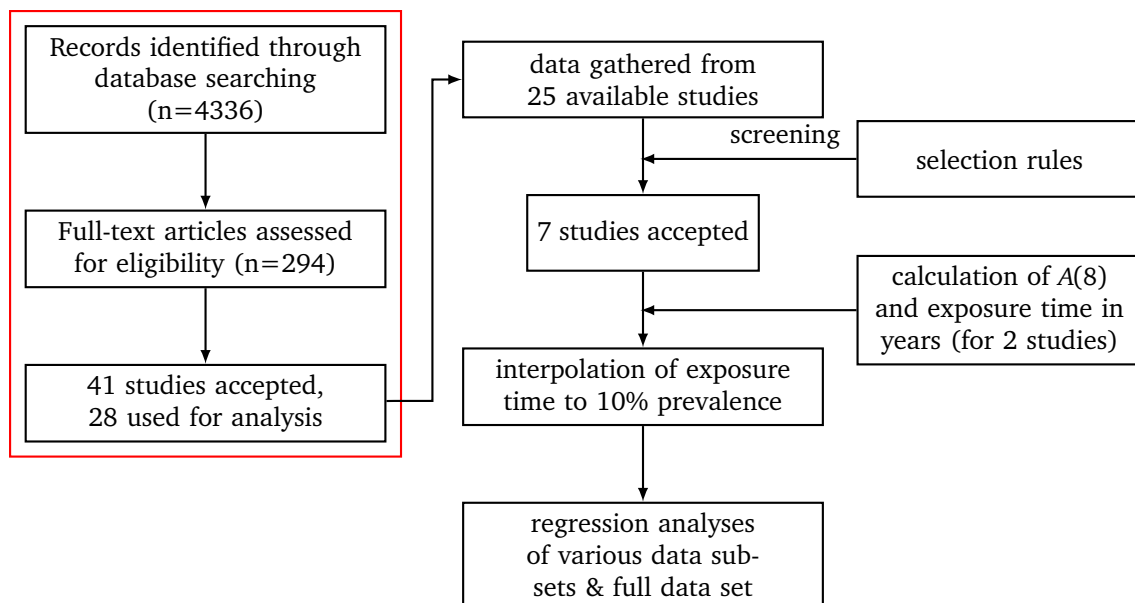 Records identified through
database searching
(n=4336)
Full-text articles assessed
for eligibility (n=294)
41 studies accepted,
28 used for analysis
data gathered from
25 available studies
screening
selection rules
7 studies accepted
calculation of A(8)
and exposure time in
years (for 2 studies)
interpolation of exposure
time to 10% prevalence
regression analyses
of various data sub-
sets & full data set